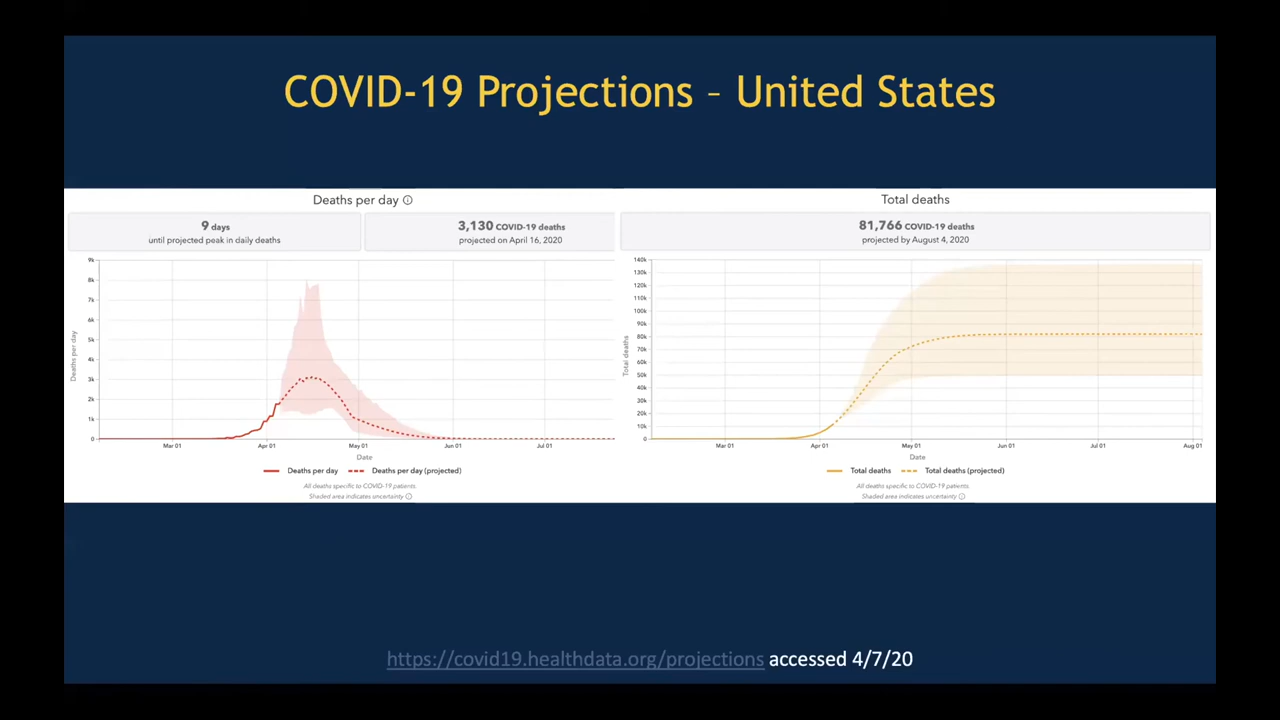 COVID-19 Projections – United States
Deaths per day ⓘ
9 days
until projected peak in daily deaths
3,130 COVID-19 deaths
projected on April 16, 2020
9k
8k
7k
6k
5k
4k
3k
2k
1k
0
Deaths per day
Mar 01
Apr 01
May 01
Jun 01
Jul 01
Date
Deaths per day
Deaths per day (projected)
All deaths specific to COVID-19 patients.
Shaded area indicates uncertainty ⓘ
Total deaths
81,766 COVID-19 deaths
projected by August 4, 2020
140k
130k
120k
110k
100k
90k
80k
70k
60k
50k
40k
30k
20k
10k
0
Total deaths
Mar 01
Apr 01
May 01
Jun 01
Jul 01
Aug 01
Date
Total deaths
Total deaths (projected)
All deaths specific to COVID-19 patients.
Shaded area indicates uncertainty ⓘ
https://covid19.healthdata.org/projections accessed 4/7/20